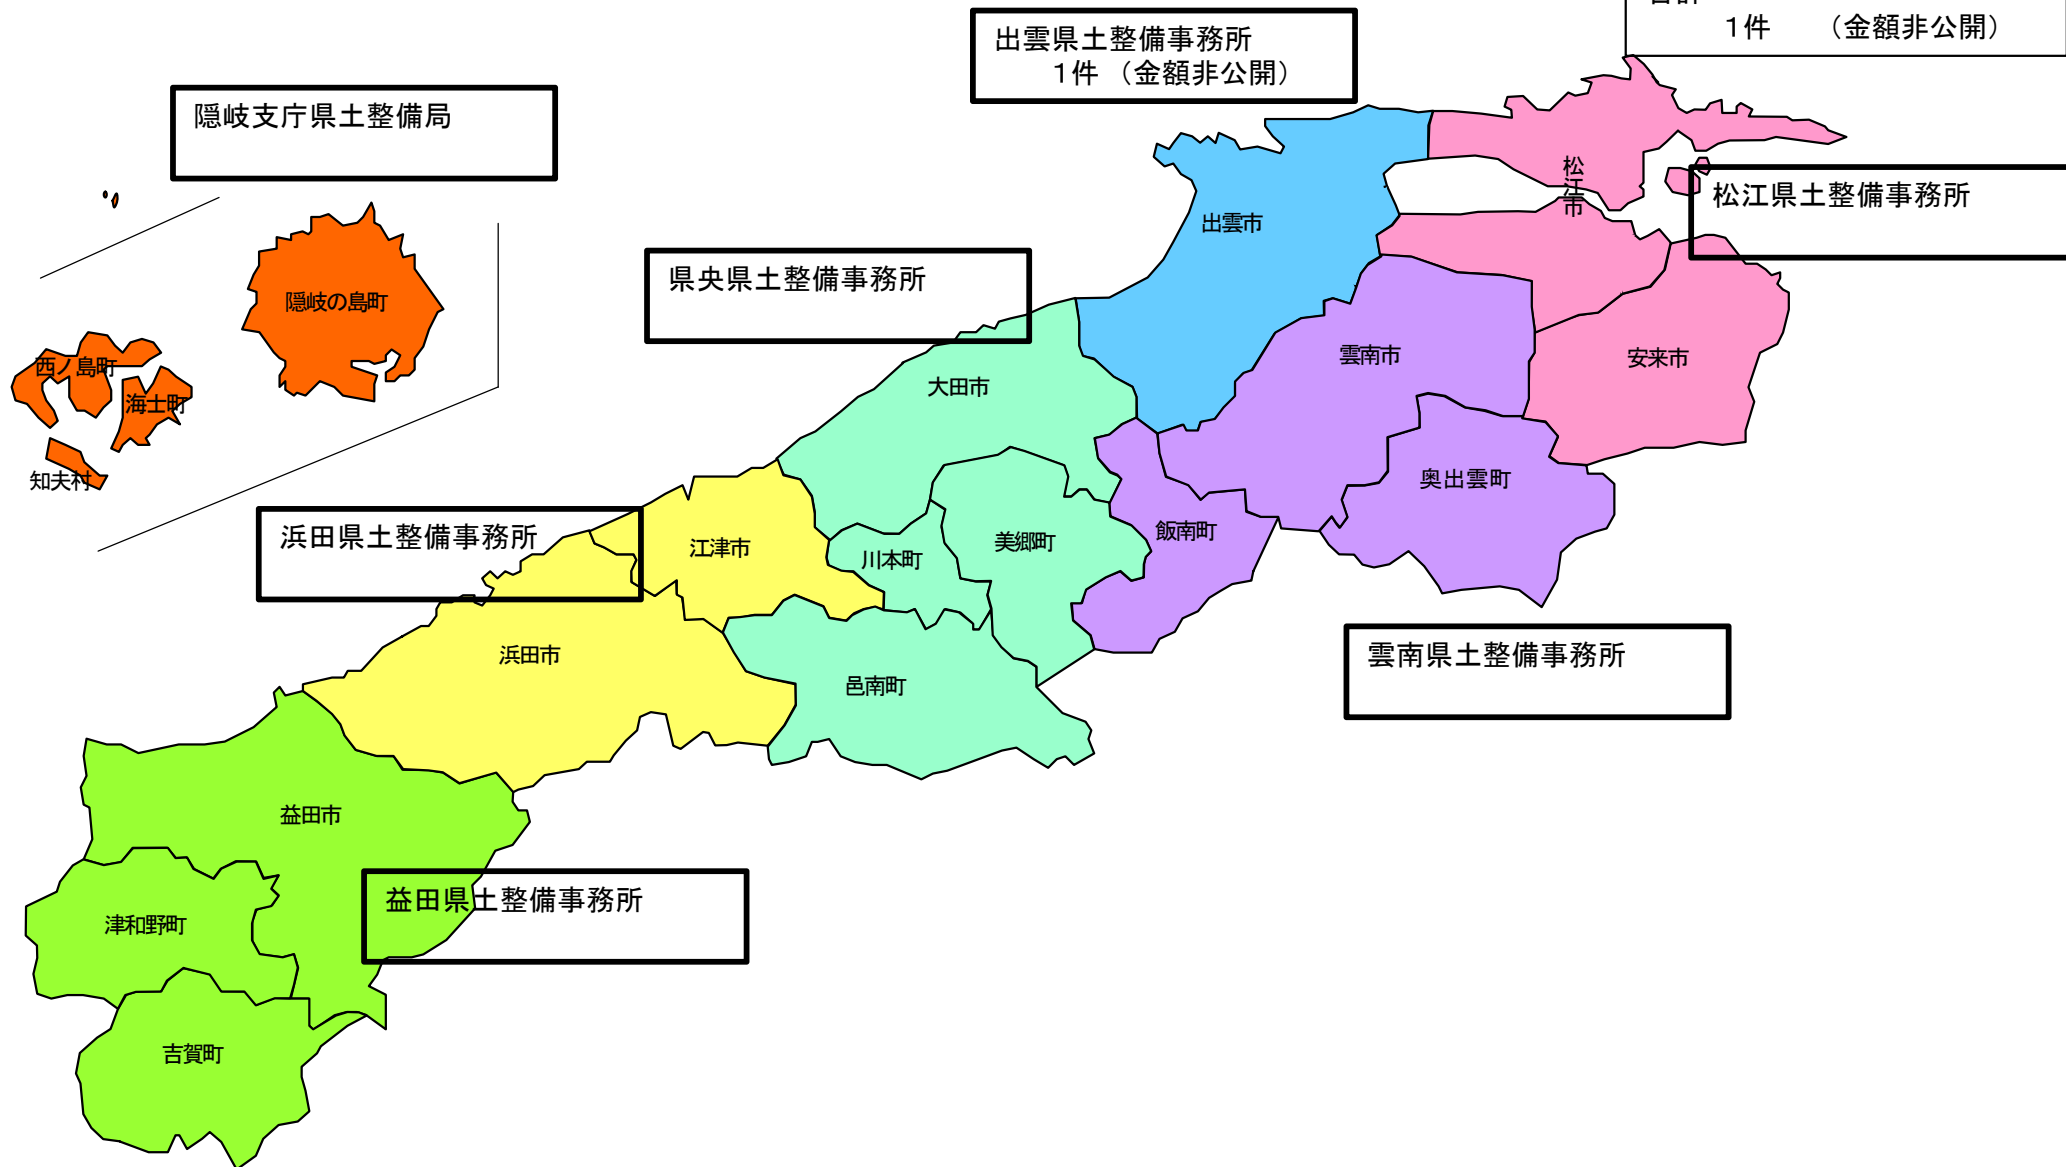 1件　　（金額非公開）
出雲県土整備事務所
1件 （金額非公開）
隠岐支庁県土整備局
松江市
松江県土整備事務所
出雲市
県央県土整備事務所
隠岐の島町
雲南市
安来市
西ノ島町
大田市
海士町
知夫村
奥出雲町
浜田県土整備事務所
江津市
川本町
美郷町
飯南町
浜田市
雲南県土整備事務所
邑南町
益田市
益田県土整備事務所
津和野町
吉賀町